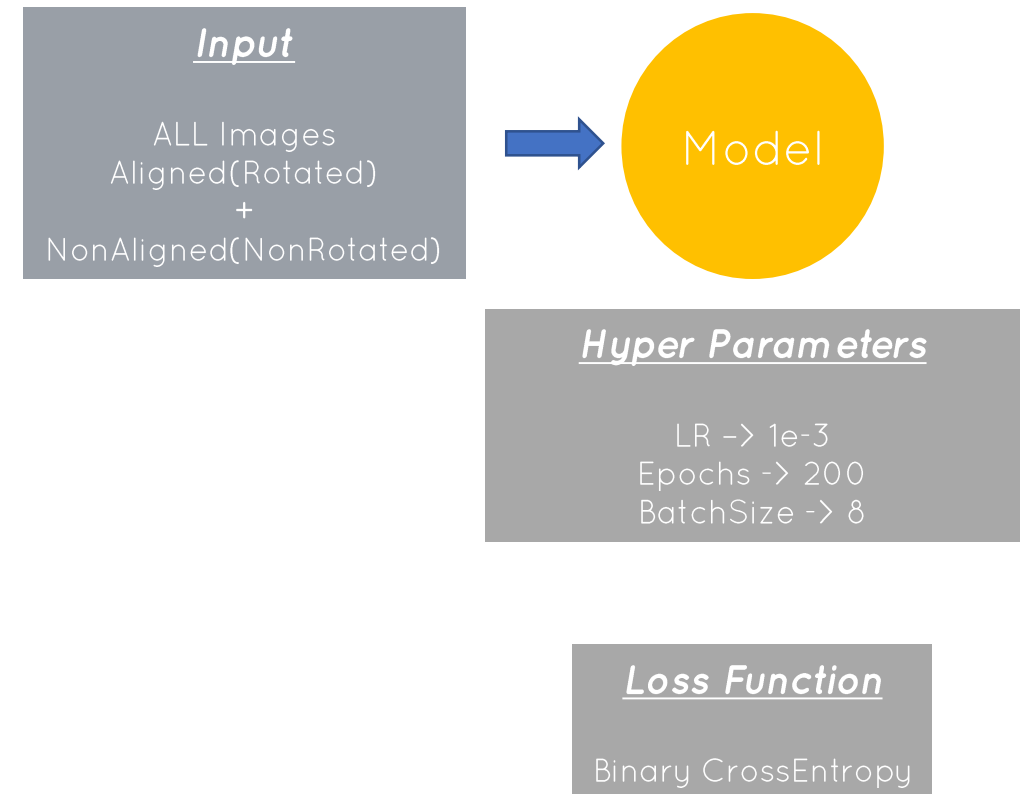 Input
ALL Images
Aligned(Rotated)
+
NonAligned(NonRotated)
Model
Hyper Parameters
LR –> 1e-3
Epochs -> 200
BatchSize -> 8
Loss Function
Binary CrossEntropy